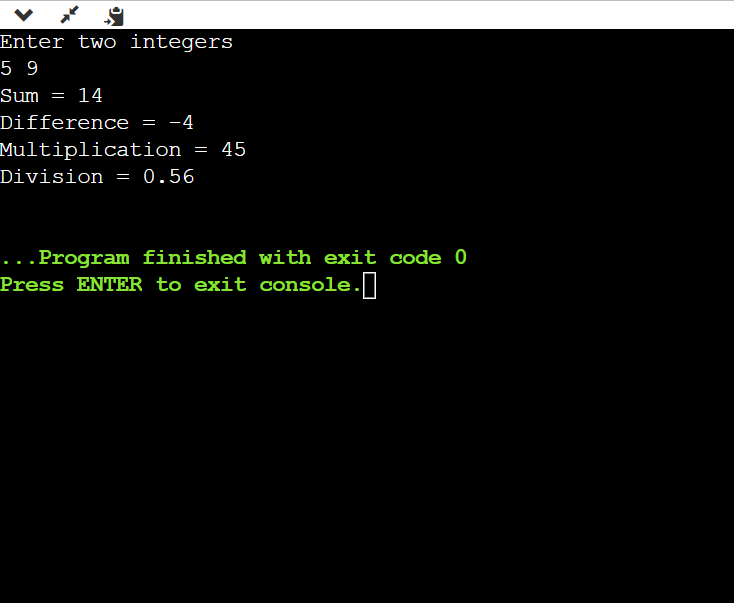 Enter two integers
5 9
Sum = 14
Difference = -4
Multiplication = 45
Division = 0.56
...Program finished with exit code 0
Press ENTER to exit console.